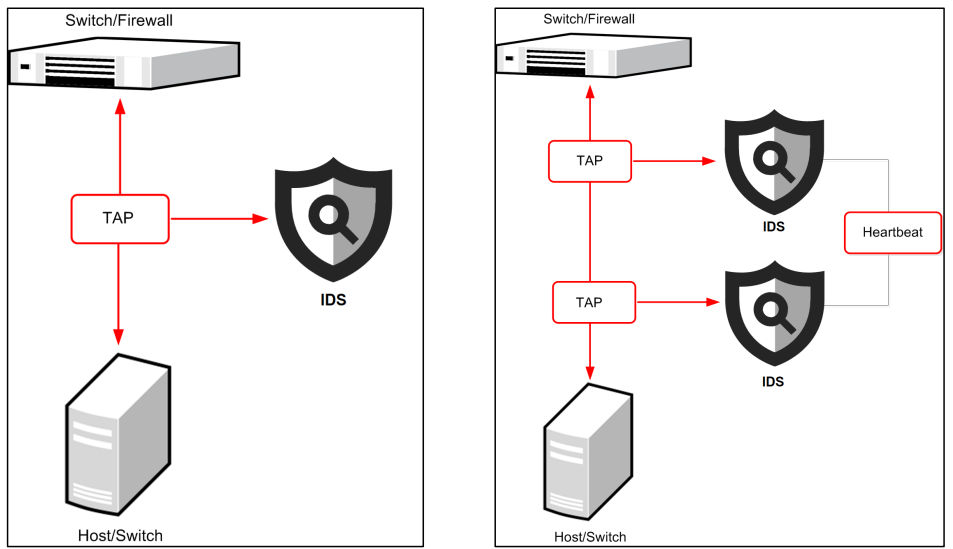 Switch/Firewall
TAP
IDS
Host/Switch
Switch/Firewall
TAP
IDS
Heartbeat
TAP
IDS
Host/Switch